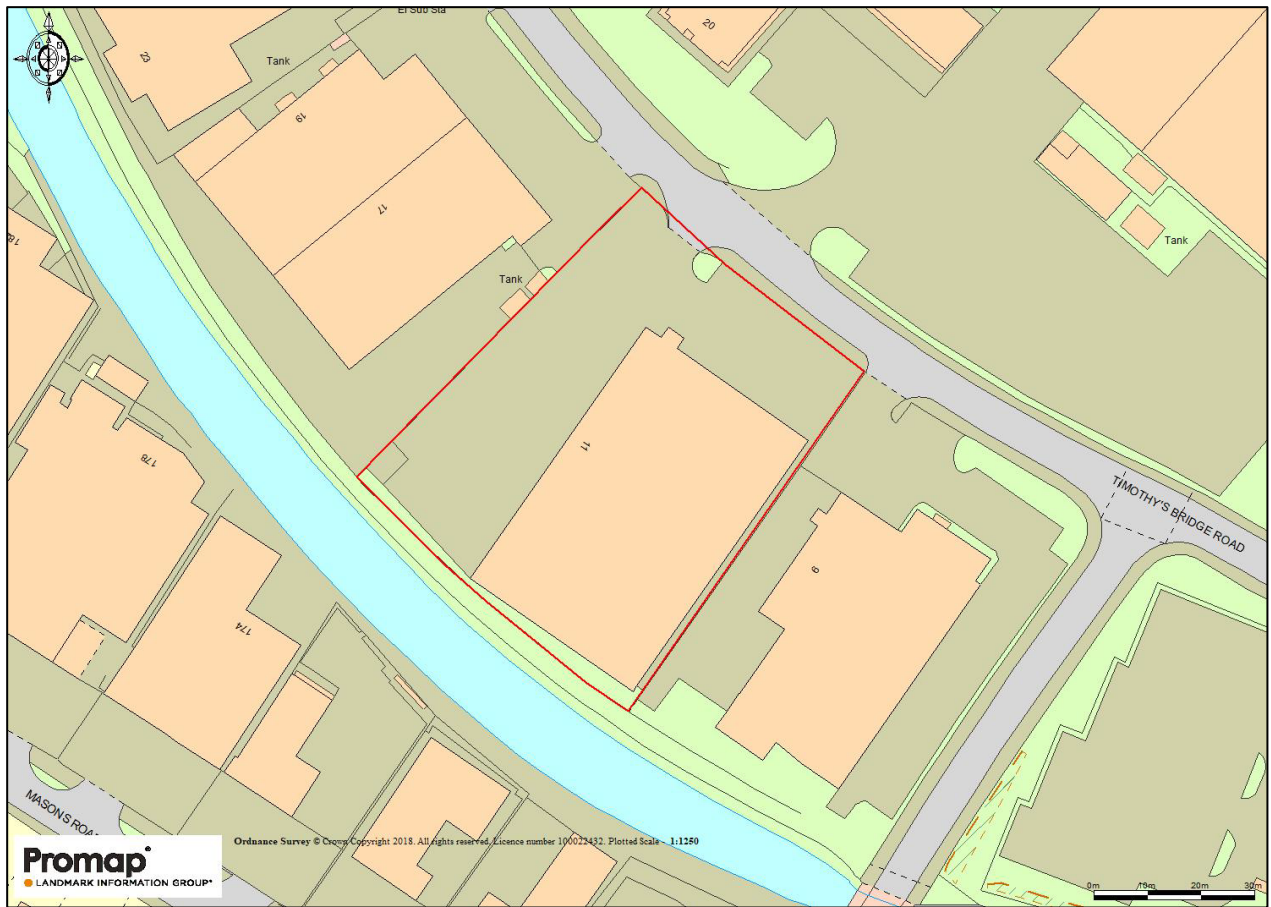 El Sub Sta
20
23
Tank
19
17
Tank
Tank
11
178
9
174
TIMOTHY'S BRIDGE ROAD
MASONS ROAD
Ordnance Survey © Crown Copyright 2018. All rights reserved. Licence number 100022432. Plotted Scale - 1:1250
Promap
LANDMARK INFORMATION GROUP
0m 10m 20m 30m